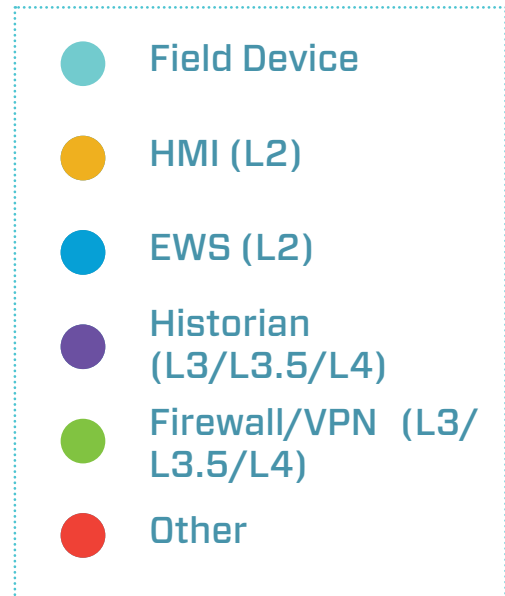 Field Device
HMI (L2)
EWS (L2)
Historian
(L3/L3.5/L4)
Firewall/VPN (L3/
L3.5/L4)
Other